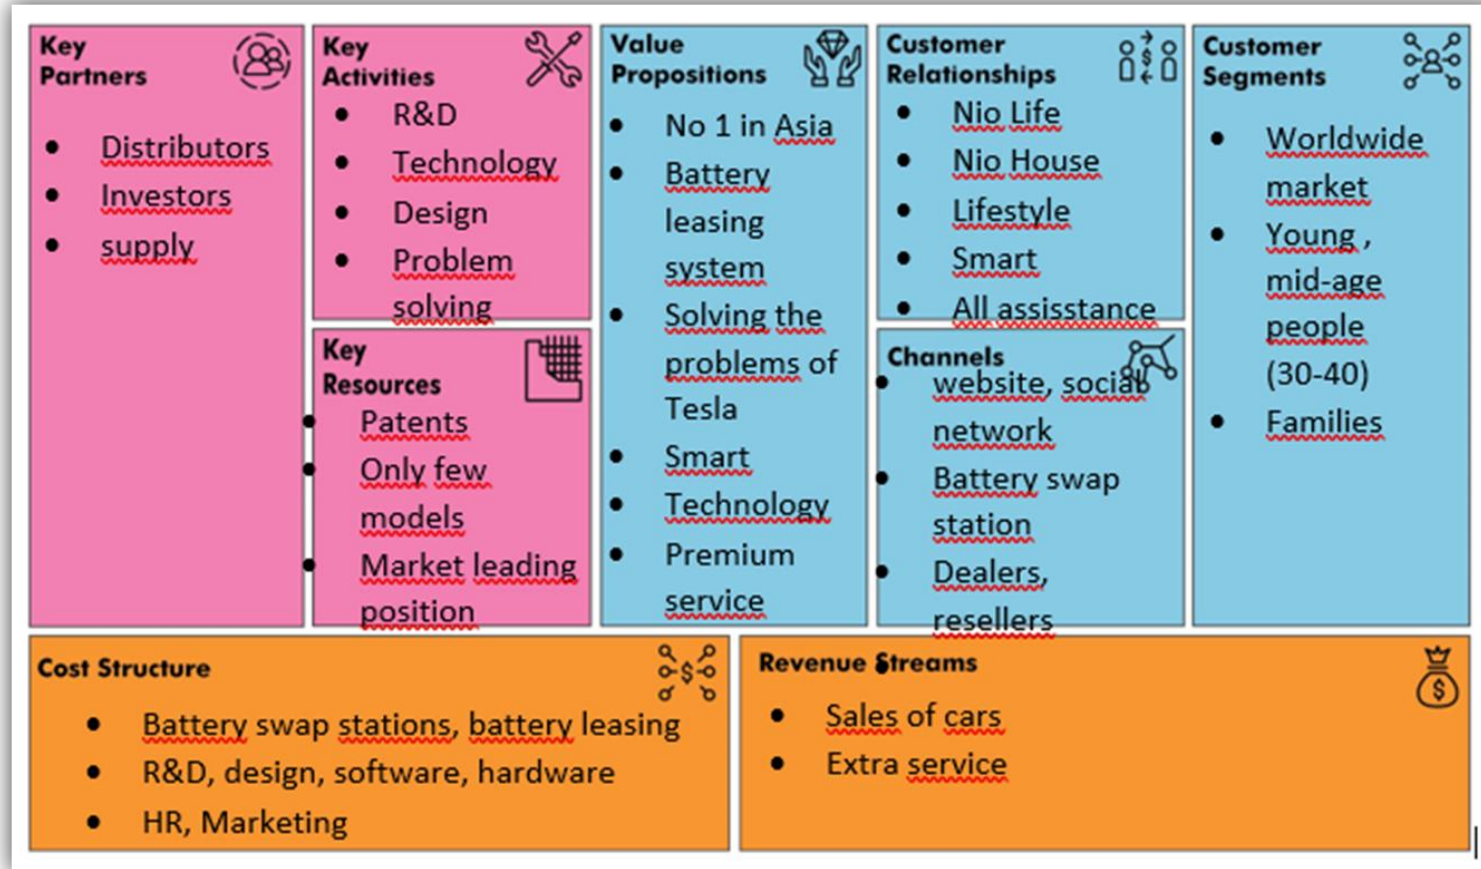 Key
Partners
• Distributors
• Investors
• supply
Key
Activities
• R&D
• Technology
• Design
• Problem
solving
Key
Resources
• Patents
• Only few
models
• Market leading
position
Value
Propositions
• No 1 in Asia
• Battery
leasing
system
• Solving the
problems of
Tesla
• Smart
• Technology
• Premium
service
Customer
Relationships
• Nio Life
• Nio House
• Lifestyle
• Smart
• All assisstance
Channels
• website, social
network
• Battery swap
station
• Dealers,
resellers
Customer
Segments
• Worldwide
market
• Young ,
mid-age
people
(30-40)
• Families
Cost Structure
• Battery swap stations, battery leasing
• R&D, design, software, hardware
• HR, Marketing
Revenue Streams
• Sales of cars
• Extra service